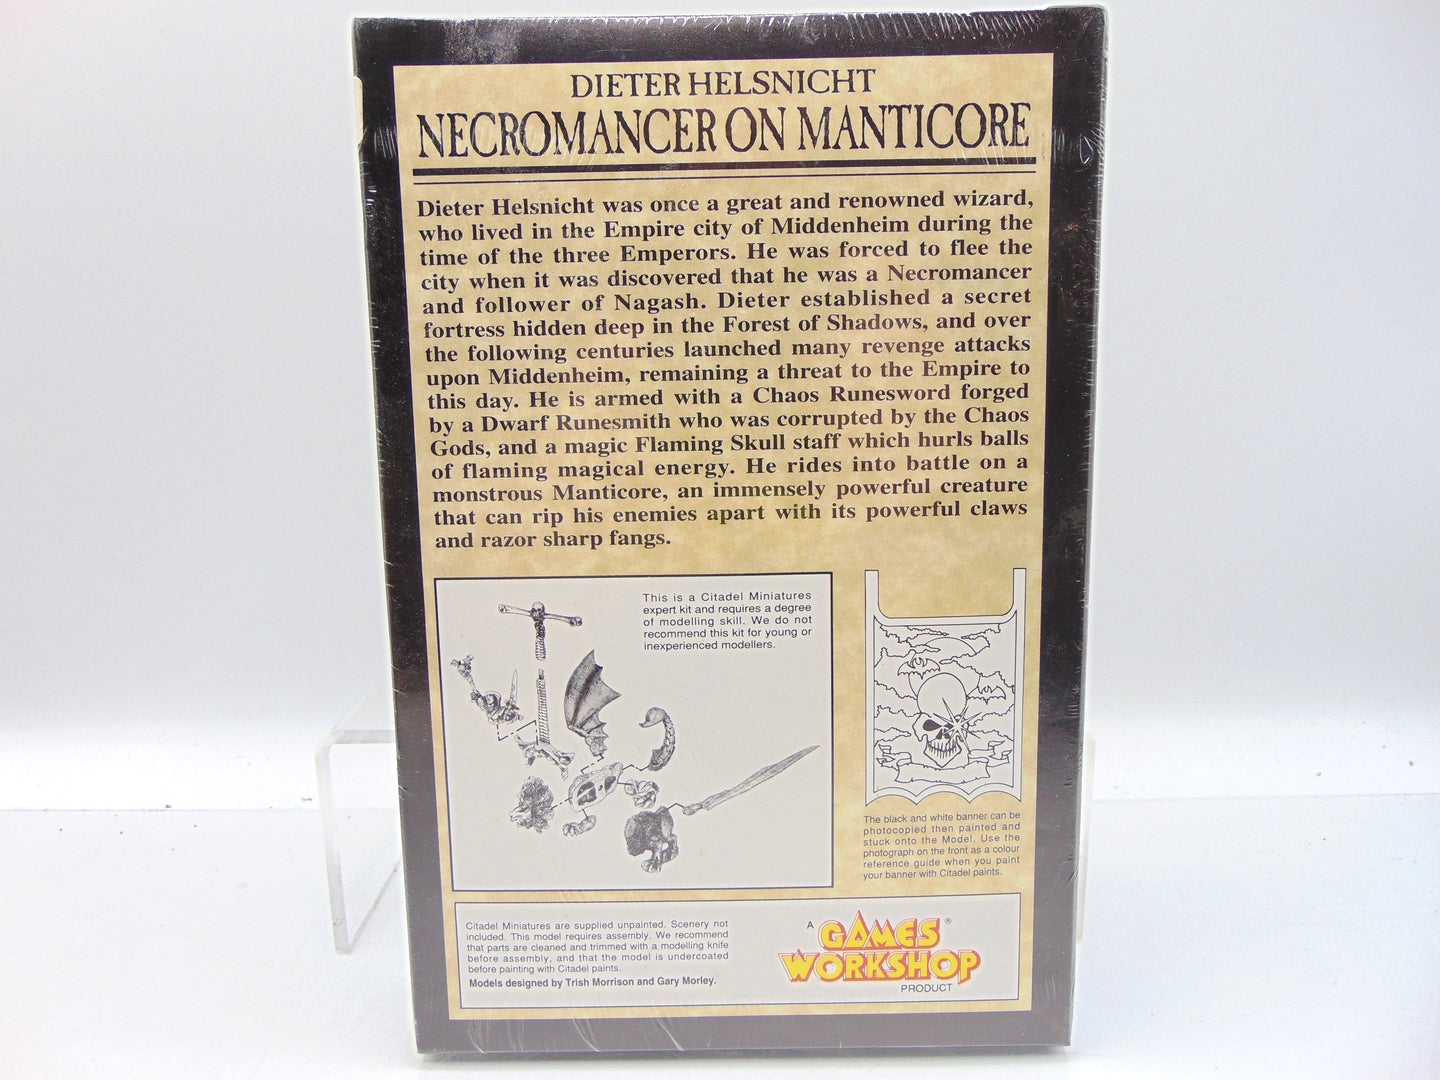 DIETER HELSNICHT
NECROMANCER ON MANTICORE
Dieter Helsnicht was once a great and renowned wizard,
who lived in the Empire city of Middenheim during the
time of the three Emperors. He was forced to flee the
city when it was discovered that he was a Necromancer
and follower of Nagash. Dieter established a secret
fortress hidden deep in the Forest of Shadows, and over
the following centuries launched many revenge attacks
upon Middenheim, remaining a threat to the Empire to
this day. He is armed with a Chaos Runesword forged
by a Dwarf Runesmith who was corrupted by the Chaos
Gods, and a magic Flaming Skull staff which hurls balls
of flaming magical energy. He rides into battle on a
monstrous Manticore, an immensely powerful creature
that can rip his enemies apart with its powerful claws
and razor sharp fangs.
This is a Citadel Miniatures
expert kit and requires a degree
of modelling skill. We do not
recommend this kit for young or
inexperienced modellers.
The black and white banner can be
photocopied then painted and
stuck onto the Model. Use the
photograph on the front as a colour
reference guide when you paint
your banner with Citadel paints.
Citadel Miniatures are supplied unpainted. Scenery not
included. This model requires assembly. We recommend
that parts are cleaned and trimmed with a modelling knife
before assembly, and that the model is undercoated
before painting with Citadel paints.
Models designed by Trish Morrison and Gary Morley.
A GAMES ®
WORKSHOP
PRODUCT